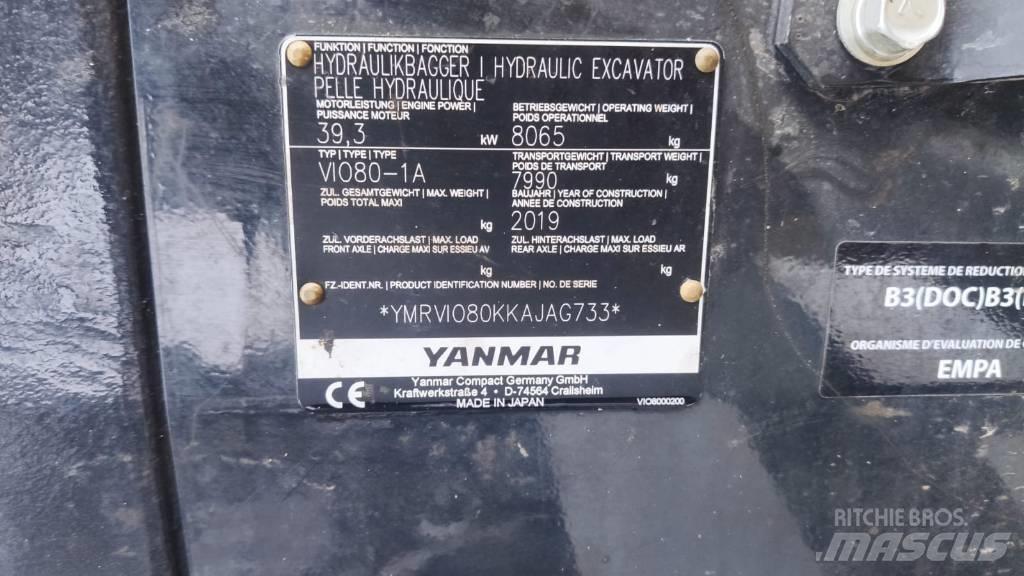 FUNKTION | FUNCTION | FONCTION
HYDRAULIKBAGGER | HYDRAULIC EXCAVATOR
PELLE HYDRAULIQUE
MOTORLEISTUNG | ENGINE POWER |
PUISSANCE MOTEUR
39,3 kW
BETRIEBSGEWICHT | OPERATING WEIGHT |
POIDS OPERATIONNEL
8065 kg
TYP | TYPE | TYPE
VIO80-1A
TRANSPORTGEWICHT | TRANSPORT WEIGHT |
POIDS DE TRANSPORT
7990 kg
ZUL. GESAMTGEWICHT | MAX. WEIGHT |
POIDS TOTAL MAXI
kg
BAUJAHR | YEAR OF CONSTRUCTION |
ANNEE DE CONSTRUCTION
2019
ZUL. VORDERACHSLAST | MAX. LOAD
FRONT AXLE | CHARGE MAXI SUR ESSIEU AV
kg
ZUL. HINTERACHSLAST | MAX. LOAD
REAR AXLE | CHARGE MAXI SUR ESSIEU AR
kg
FZ-IDENT.NR. | PRODUCT IDENTIFICATION NUMBER | NO. DE SERIE
*YMRVIO80KKAJAG733*
YANMAR
CE
Yanmar Compact Germany GmbH
Kraftwerkstraße 4 • D-74564 Crailsheim
MADE IN JAPAN
VIO8000200
TYPE DE SYSTEME DE REDUCTION
B3(DOC)B3(
ORGANISME D'EVALUATION DE
EMPA
RITCHIE BROS.
MASCUS